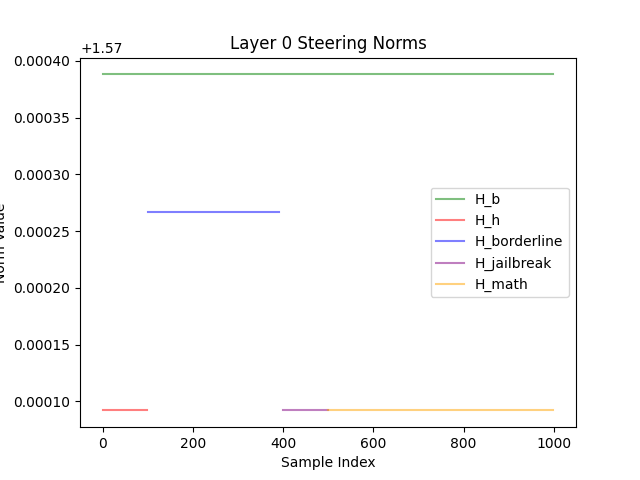 Layer 0 Steering Norms
+1.57
0.00040
0.00035
0.00030
0.00025
0.00020
0.00015
0.00010
Norm Value
H_b
H_h
H_borderline
H_jailbreak
H_math
0
200
400
600
800
1000
Sample Index